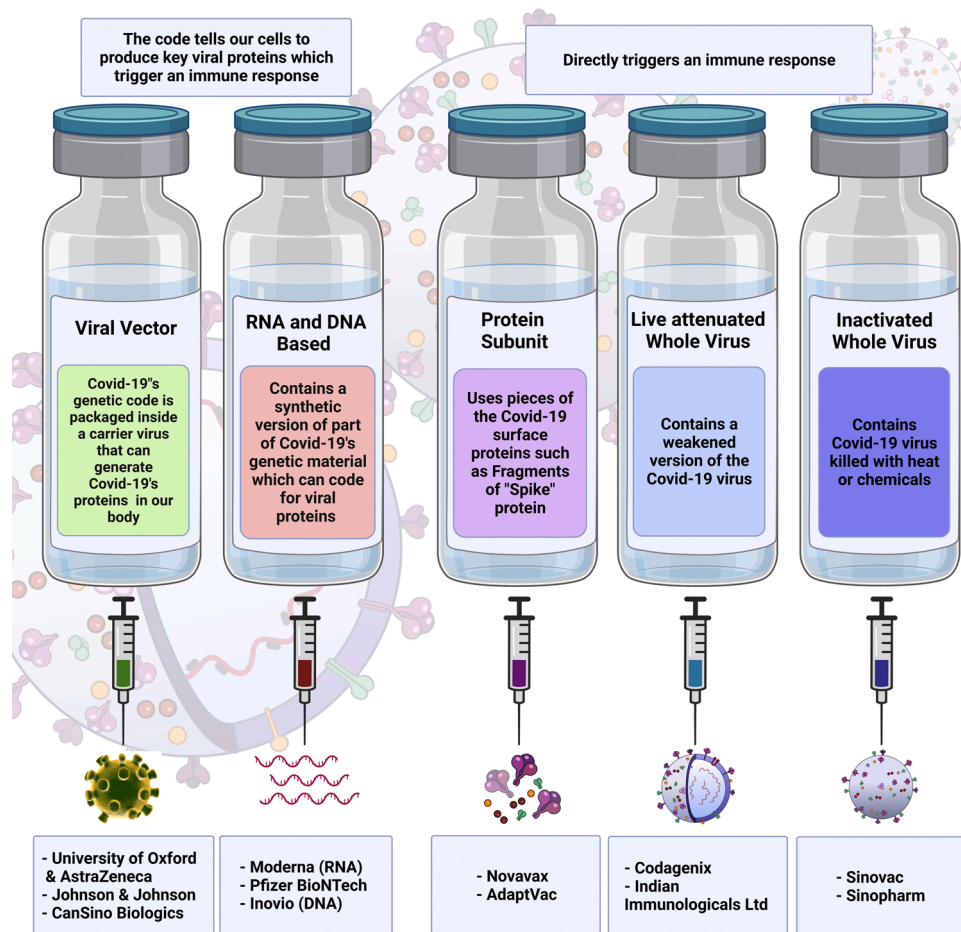 The code tells our cells to
produce key viral proteins which
trigger an immune response
Directly triggers an immune response
Viral Vector
Covid-19"s
genetic code is
packaged inside
a carrier virus
that can
generate
Covid-19's
proteins in our
body
RNA and DNA
Based
Contains a
synthetic
version of part
of Covid-19's
genetic material
which can code
for viral
proteins
Protein
Subunit
Uses pieces of
the Covid-19
surface
proteins such
as Fragments
of "Spike"
protein
Live attenuated
Whole Virus
Contains a
weakened
version of the
Covid-19 virus
Inactivated
Whole Virus
Contains
Covid-19 virus
killed with heat
or chemicals
- University of Oxford
& AstraZeneca
- Johnson & Johnson
- CanSino Biologics
- Moderna (RNA)
- Pfizer BioNTech
- Inovio (DNA)
- Novavax
- AdaptVac
- Codagenix
- Indian
Immunologicals Ltd
- Sinovac
- Sinopharm